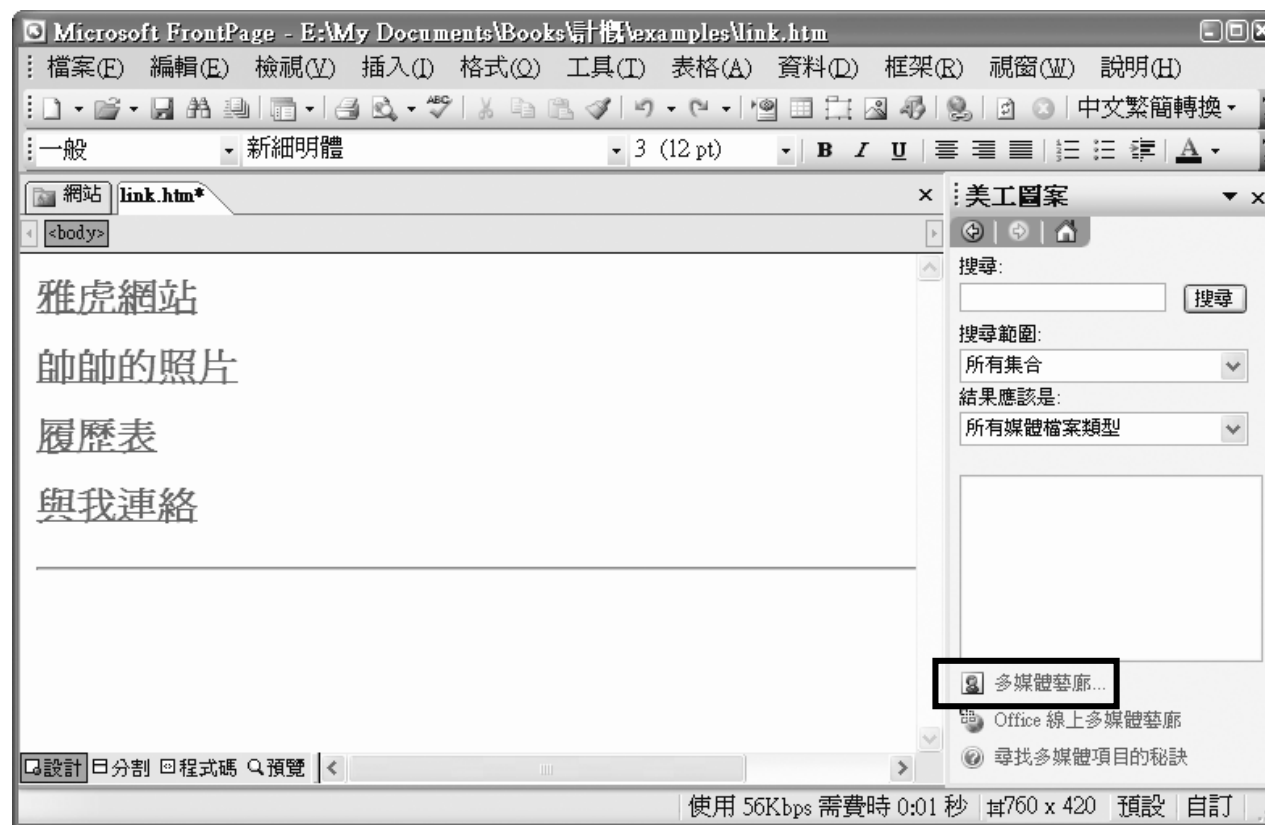 Microsoft FrontPage - E:\My Documents\Books\計概\examples\link.htm
檔案(F) 編輯(E) 檢視(V) 插入(I) 格式(O) 工具(T) 表格(A) 資料(D) 框架(R) 視窗(W) 說明(H)
ABC 中文繁簡轉換
一般 新細明體 3 (12 pt) B I U A
網站 link.htm*
<body>
雅虎網站
帥帥的照片
履歷表
與我連絡
美工圖案
搜尋:
搜尋
搜尋範圍:
所有集合
結果應該是:
所有媒體檔案類型
多媒體藝廊...
Office 線上多媒體藝廊
尋找多媒體項目的秘訣
設計 分割 程式碼 預覽
使用 56Kbps 需費時 0:01 秒 760 x 420 預設 自訂